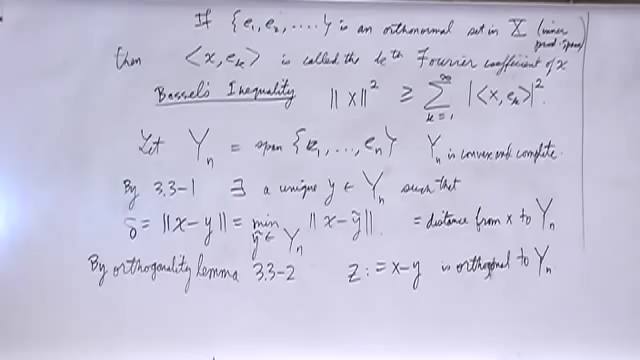 If {e₁, e₂, ....} is an orthonormal set in X (inner prod. space)
then <x, eₖ> is called the kᵗʰ Fourier coefficient of x
Bessel's Inequality ||x||² ≥ ∑_{k=1}^{∞} |<x, eₖ>|².
Let Yₙ = span {e₁, ..., eₙ} Yₙ is convex and complete.
By 3.3-1 ∃ a unique y ∈ Yₙ such that
δ = ||x-y|| = min_{ỹ ∈ Yₙ} ||x-ỹ|| = distance from x to Yₙ
By orthogonality lemma 3.3-2 z := x-y is orthogonal to Yₙ